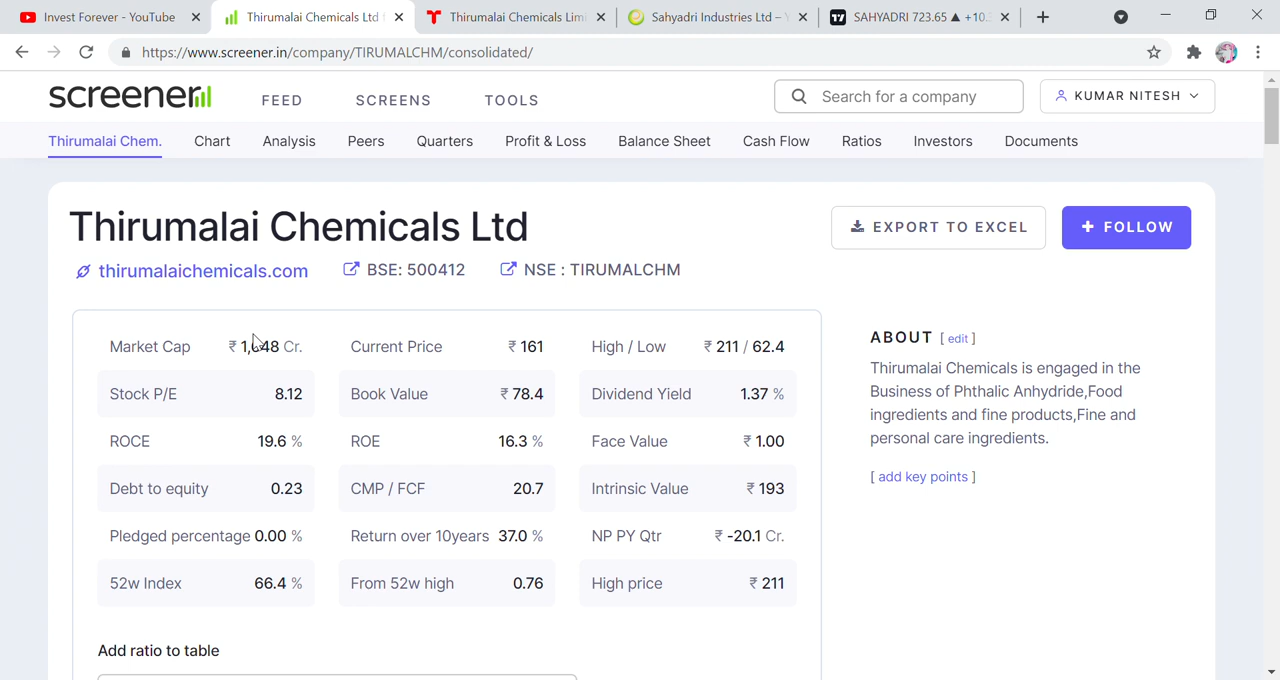 Invest Forever - YouTube
Thirumalai Chemicals Ltd
Thirumalai Chemicals Lim
Sahyadri Industries Ltd –
SAHYADRI 723.65 ▲ +10.
https://www.screener.in/company/TIRUMALCHM/consolidated/
screener
FEED
SCREENS
TOOLS
Search for a company
KUMAR NITESH
Thirumalai Chem.
Chart
Analysis
Peers
Quarters
Profit & Loss
Balance Sheet
Cash Flow
Ratios
Investors
Documents
Thirumalai Chemicals Ltd
EXPORT TO EXCEL
+ FOLLOW
thirumalaichemicals.com
BSE: 500412
NSE : TIRUMALCHM
Market Cap ₹ Cr.
Current Price ₹ 161
High / Low ₹ 211 / 62.4
Stock P/E 8.12
Book Value ₹ 78.4
Dividend Yield 1.37 %
ROCE 19.6 %
ROE 16.3 %
Face Value ₹ 1.00
Debt to equity 0.23
CMP / FCF 20.7
Intrinsic Value ₹ 193
Pledged percentage 0.00 %
Return over 10years 37.0 %
NP PY Qtr ₹ -20.1 Cr.
52w Index 66.4 %
From 52w high 0.76
High price ₹ 211
Add ratio to table
ABOUT [ edit ]
Thirumalai Chemicals is engaged in the
Business of Phthalic Anhydride,Food
ingredients and fine products,Fine and
personal care ingredients.
[ add key points ]